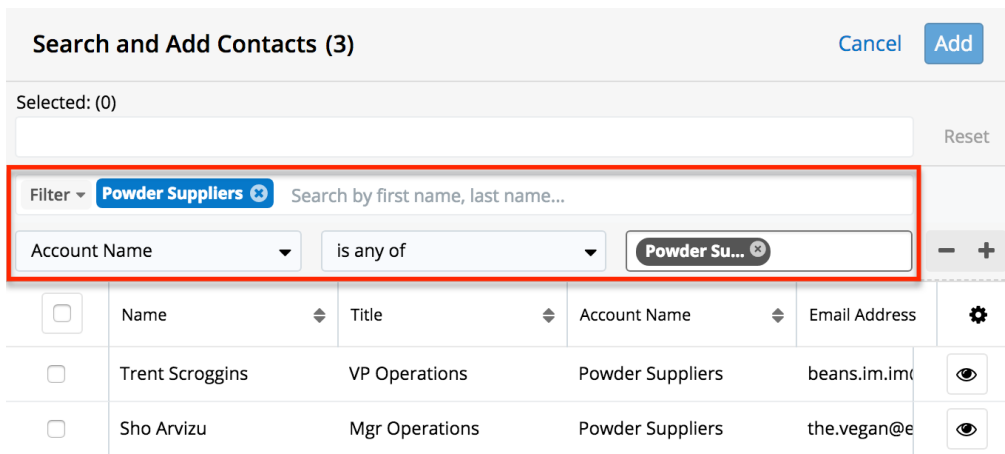 Search and Add Contacts (3) Cancel Add
Selected: (0)
Reset
Filter Powder Suppliers Search by first name, last name...
Account Name is any of Powder Su...
Name Title Account Name Email Address
Trent Scroggins VP Operations Powder Suppliers beans.im.im@
Sho Arvizu Mgr Operations Powder Suppliers the.vegan@e